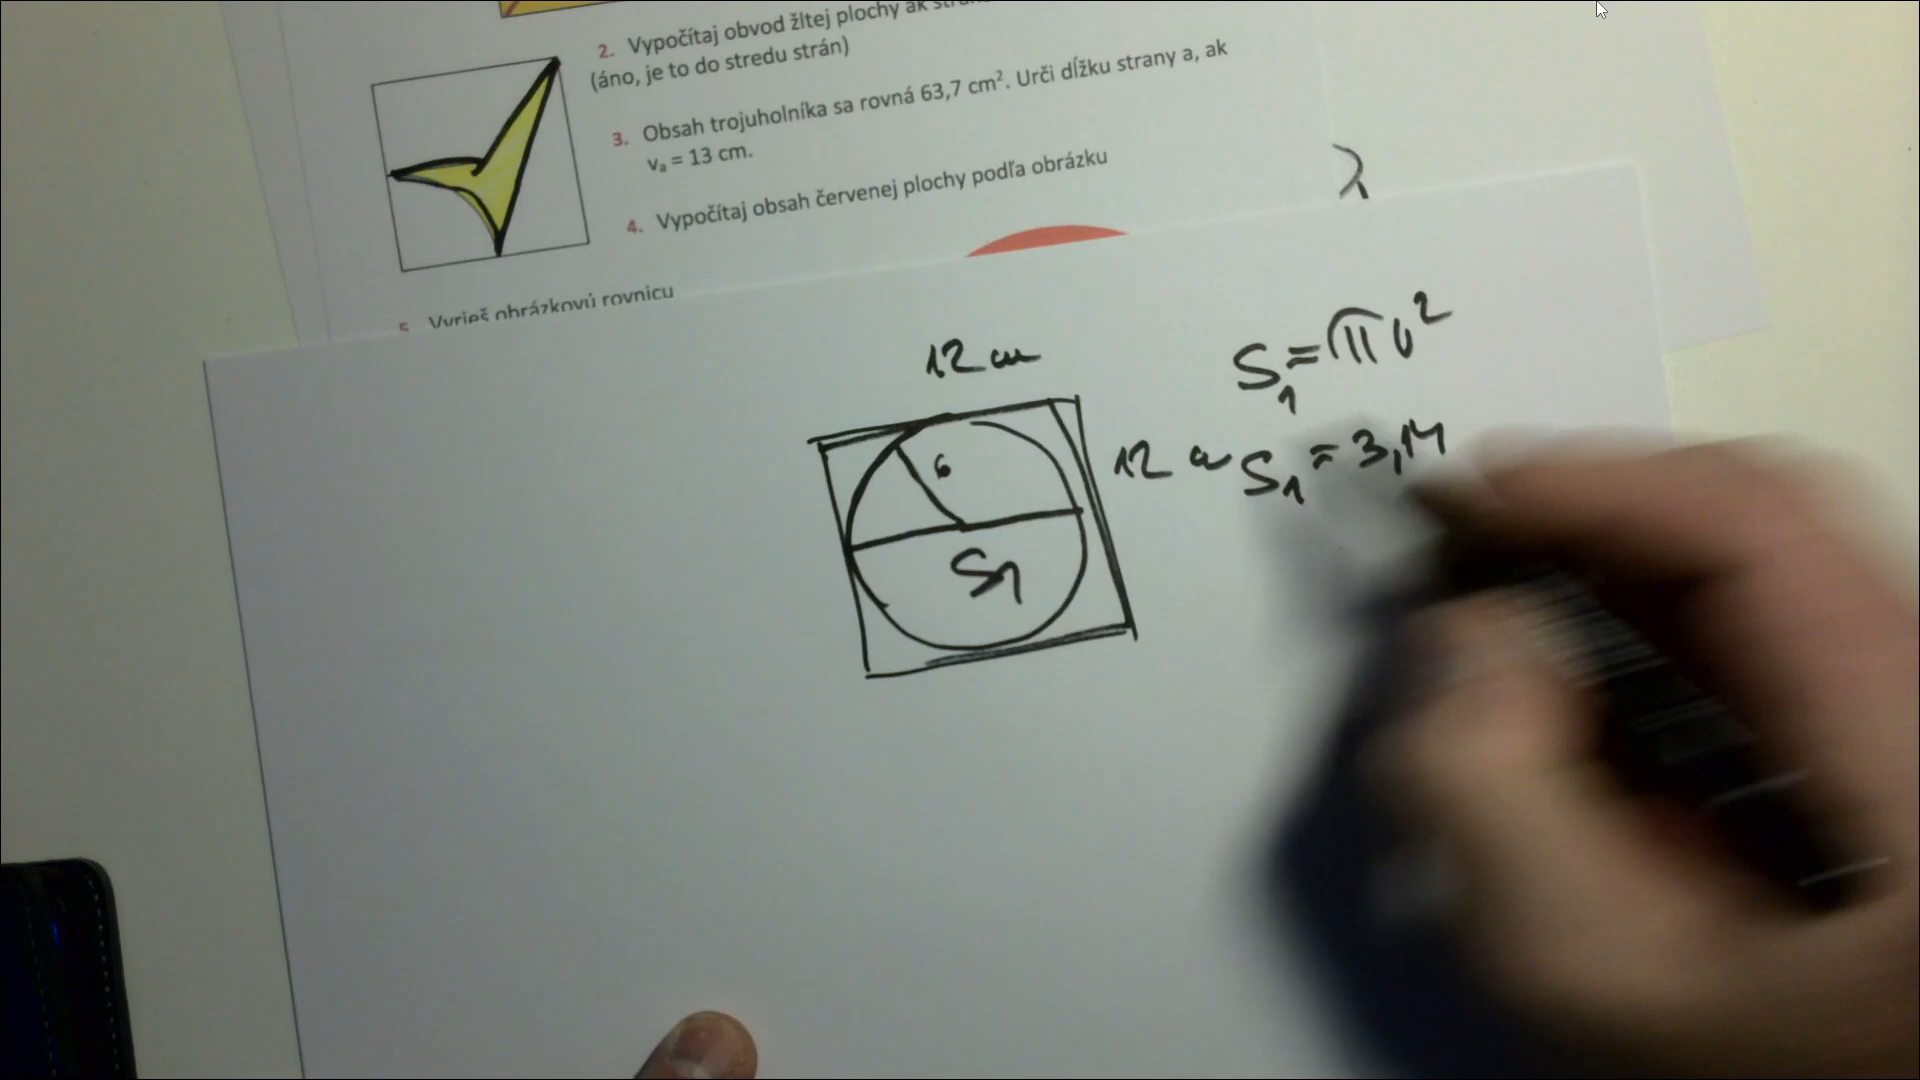 2. Vypočítaj obvod žltej plochy ak
(áno, je to do stredu strán)
3. Obsah trojuholníka sa rovná 63,7 cm². Urči dĺžku strany a, ak
vₐ = 13 cm.
4. Vypočítaj obsah červenej plochy podľa obrázku
5. Vyrieš obrázkovú rovnicu
12 cm
S₁ = π r²
6
12 cm
S₁ = 3,14
S₁